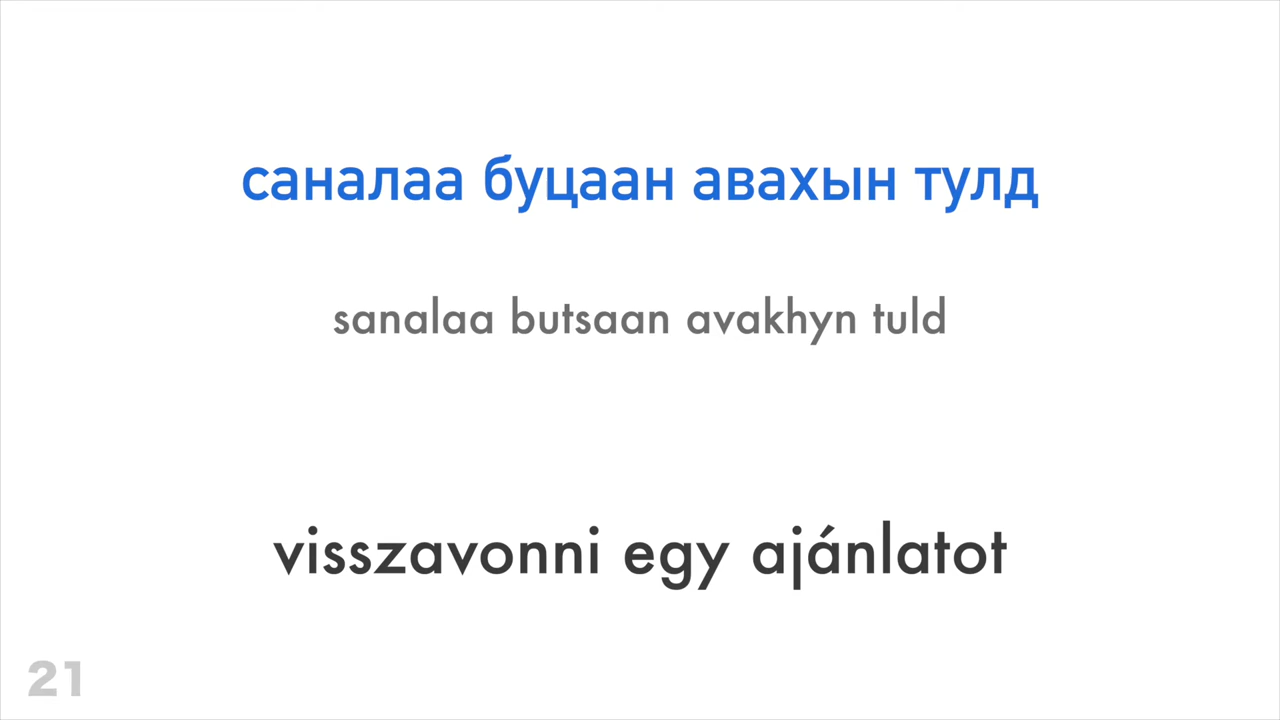 саналаа буцаан авахын тулд
sanalaa butsaan avakhyn tuld
visszavonni egy ajánlatot
21